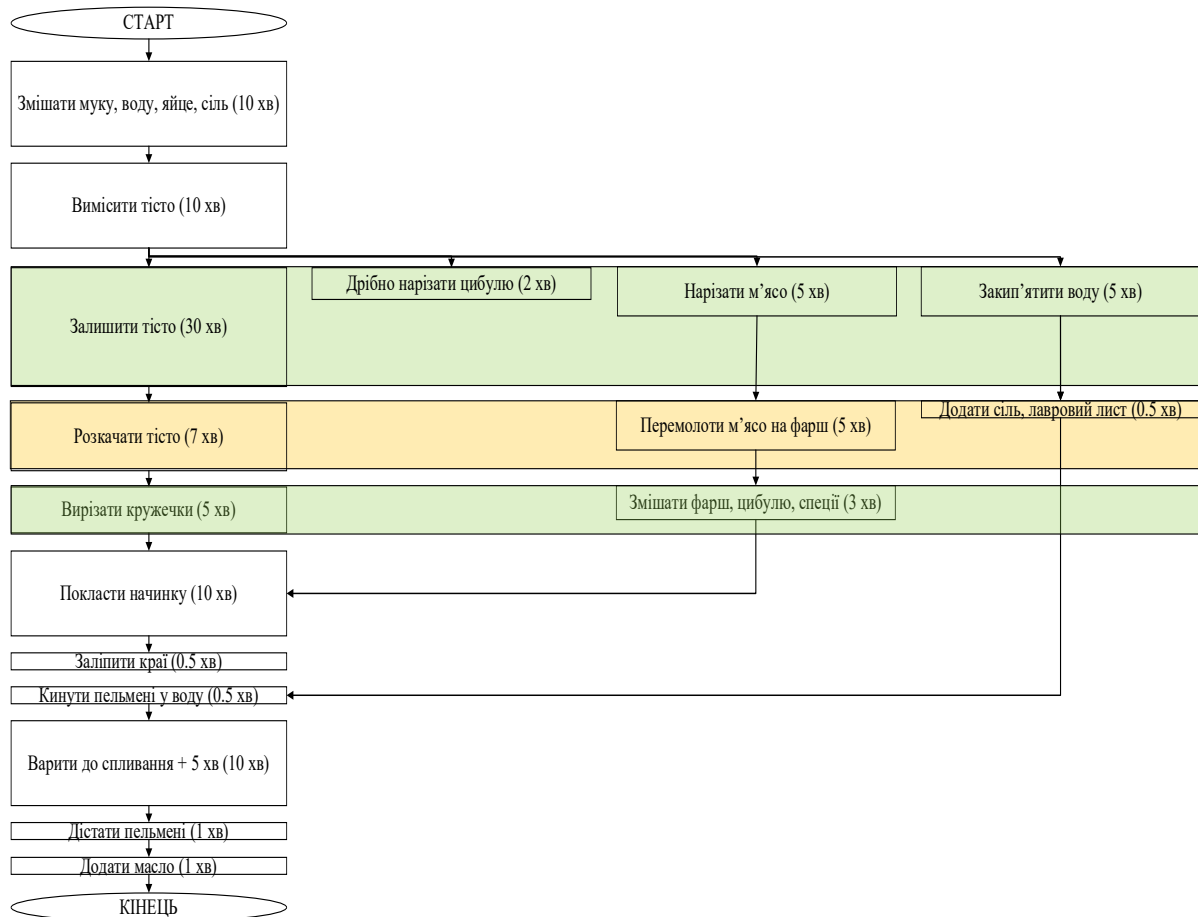 СТАРТ
Змішати муку, воду, яйце, сіль (10 хв)
Вимісити тісто (10 хв)
Залишити тісто (30 хв)
Дрібно нарізати цибулю (2 хв)
Нарізати м’ясо (5 хв)
Закип’ятити воду (5 хв)
Розкачати тісто (7 хв)
Перемолоти м’ясо на фарш (5 хв)
Додати сіль, лавровий лист (0.5 хв)
Вирізати кружечки (5 хв)
Змішати фарш, цибулю, спеції (3 хв)
Покласти начинку (10 хв)
Заліпити краї (0.5 хв)
Кинути пельмені у воду (0.5 хв)
Варити до спливання + 5 хв (10 хв)
Дістати пельмені (1 хв)
Додати масло (1 хв)
КІНЕЦЬ